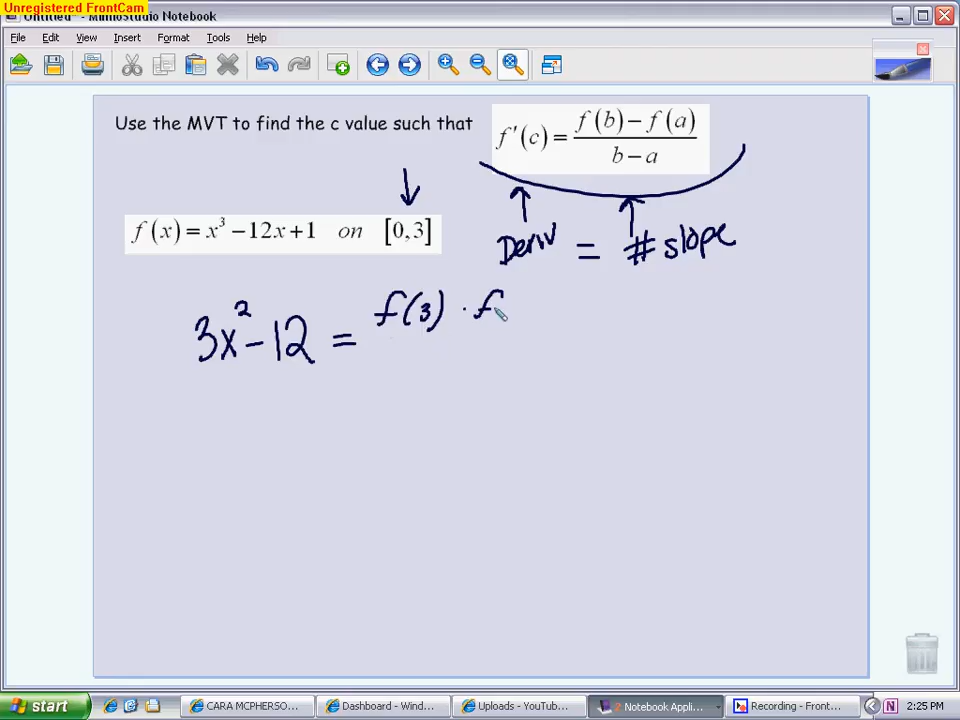 Unregistered FrontCam
Untitled* - MimioStudio Notebook
File Edit View Insert Format Tools Help
Use the MVT to find the c value such that f'(c) = \frac{f(b) - f(a)}{b - a}
f(x) = x³ - 12x + 1 on [0,3]
Deriv = # slope
3x² - 12 = f(3) · f
start CARA MCPHERSO... Dashboard - Wind... Uploads - YouTub... ? Notebook Appli... Recording - Front... N 2:25 PM